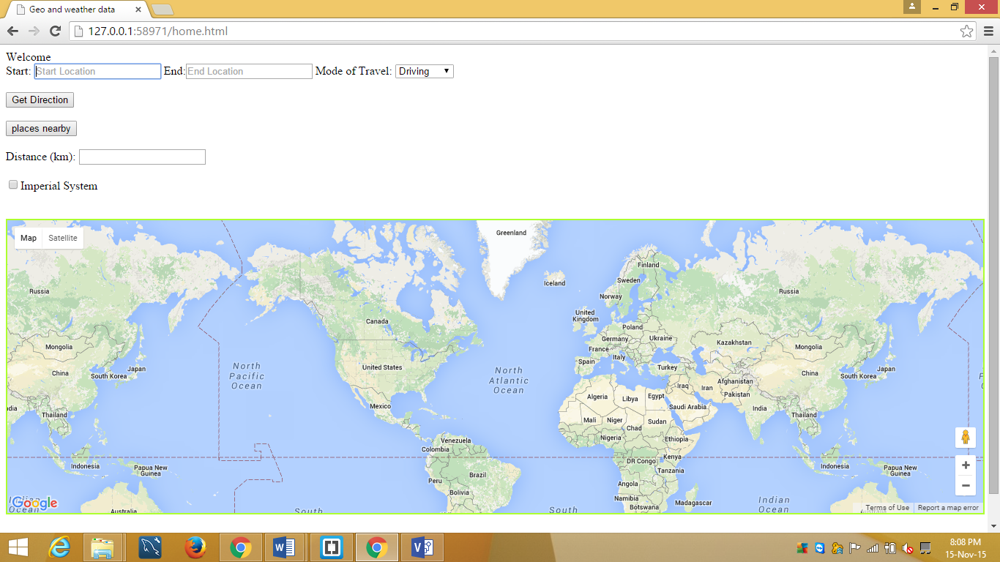 Geo and weather data
127.0.0.1:58971/home.html
Welcome
Start: Start Location End: End Location Mode of Travel: Driving
Get Direction
places nearby
Distance (km):
Imperial System
Map Satellite
Greenland
Finland
Iceland
Sweden
Russia
Russia
Norway
United
Kingdom
Canada
Poland
Germany
Ukraine
Kazakhstan
Mongolia
Mongolia
France
Italy
Spain
Turkey
United States
North
Pacific
Ocean
North
Atlantic
Ocean
Japan
South Korea
China
Japan
South Korea
China
Afghanistan
Iraq
Iran
Pakistan
Algeria
Libya
Egypt
Saudi Arabia
Mexico
India
dia
Thailand
Thailand
Mali
Niger
Chad
Sudan
Nigeria
Ethiopia
Venezuela
Colombia
Kenya
DR Congo
Tanzania
Indonesia
Papua New
Guinea
Indonesia
Papua New
Guinea
Brazil
Peru
Bolivia
Angola
Namibia
Botswana
Madagascar
Indian
Ocean
Indian
Ocean
Google
Australia
South
South
Australia
Terms of Use Report a map error
8:08 PM
15-Nov-15